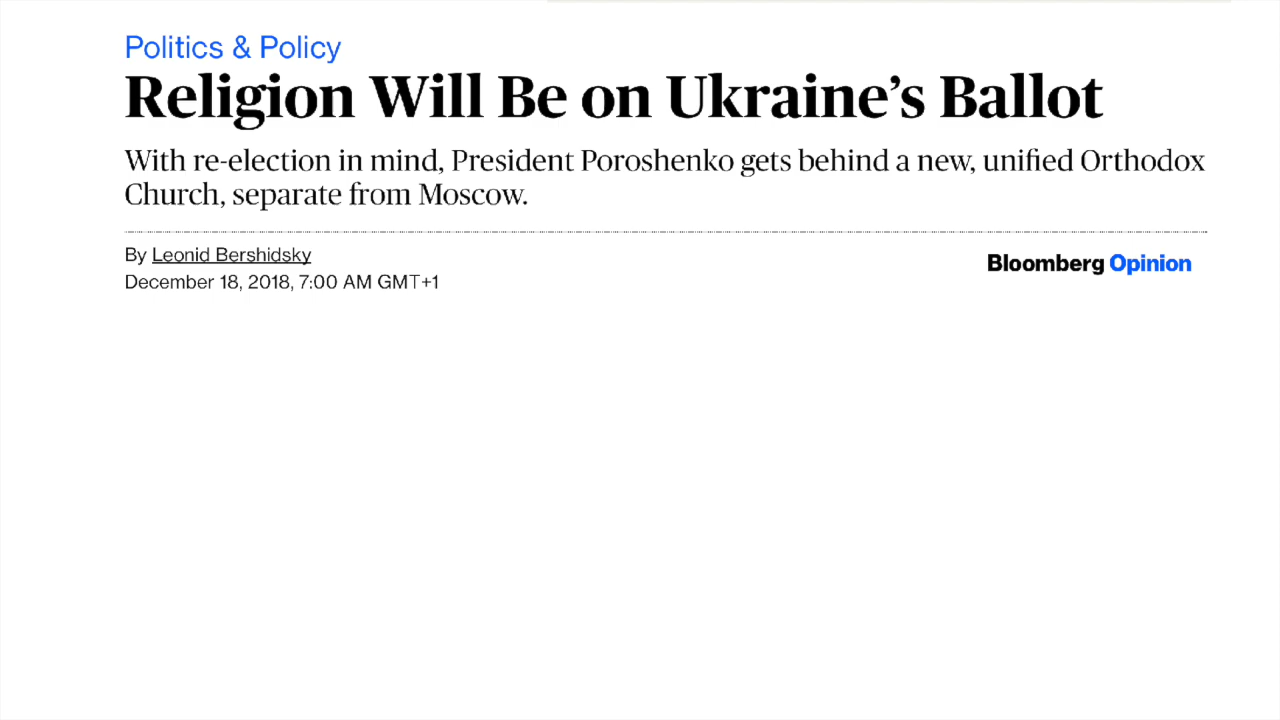 Politics & Policy
Religion Will Be on Ukraine’s Ballot
With re-election in mind, President Poroshenko gets behind a new, unified Orthodox
Church, separate from Moscow.
By Leonid Bershidsky
December 18, 2018, 7:00 AM GMT+1
Bloomberg Opinion